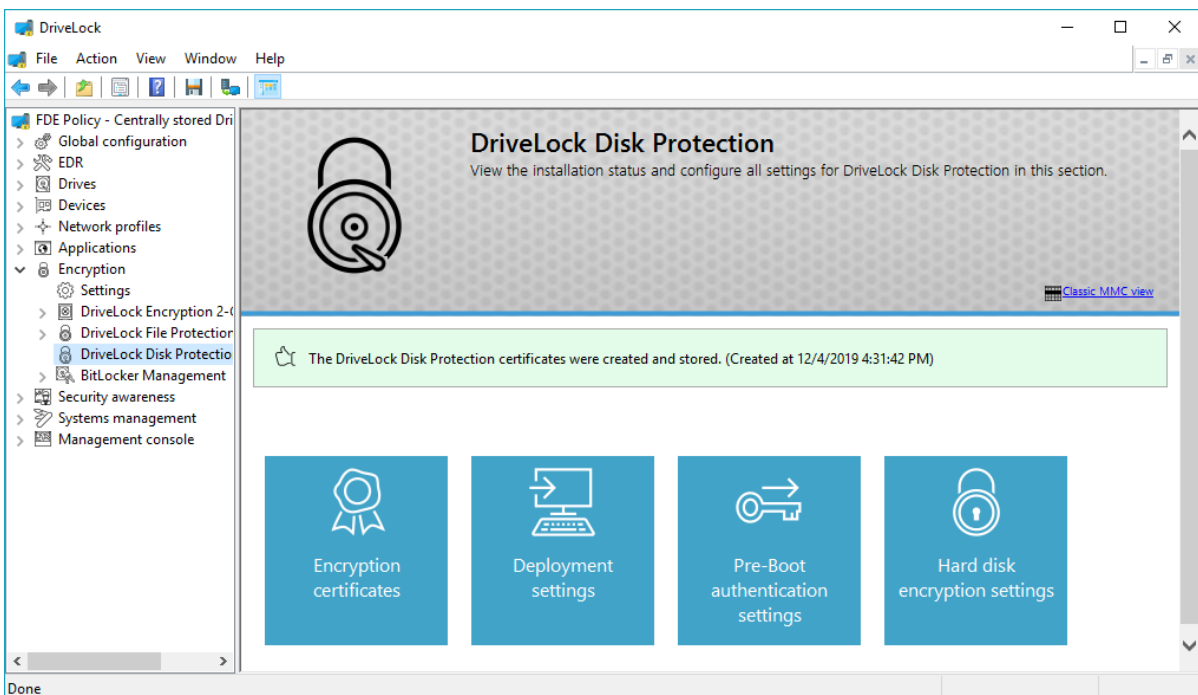 DriveLock
File Action View Window Help
FDE Policy - Centrally stored Dri
Global configuration
EDR
Drives
Devices
Network profiles
Applications
Encryption
Settings
DriveLock Encryption 2-
DriveLock File Protection
DriveLock Disk Protectio
BitLocker Management
Security awareness
Systems management
Management console
DriveLock Disk Protection
View the installation status and configure all settings for DriveLock Disk Protection in this section.
Classic MMC view
The DriveLock Disk Protection certificates were created and stored. (Created at 12/4/2019 4:31:42 PM)
Encryption
certificates
Deployment
settings
Pre-Boot
authentication
settings
Hard disk
encryption settings
Done